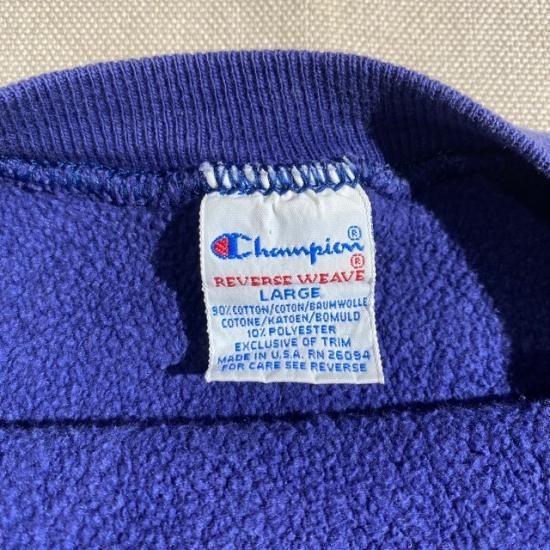 Champion®
REVERSE WEAVE®
LARGE
90% COTTON/COTON/BAUMWOLLE
COTONE/KATOEN/BOMULD
10% POLYESTER
EXCLUSIVE OF TRIM
MADE IN U.S.A. RN 26094
FOR CARE SEE REVERSE